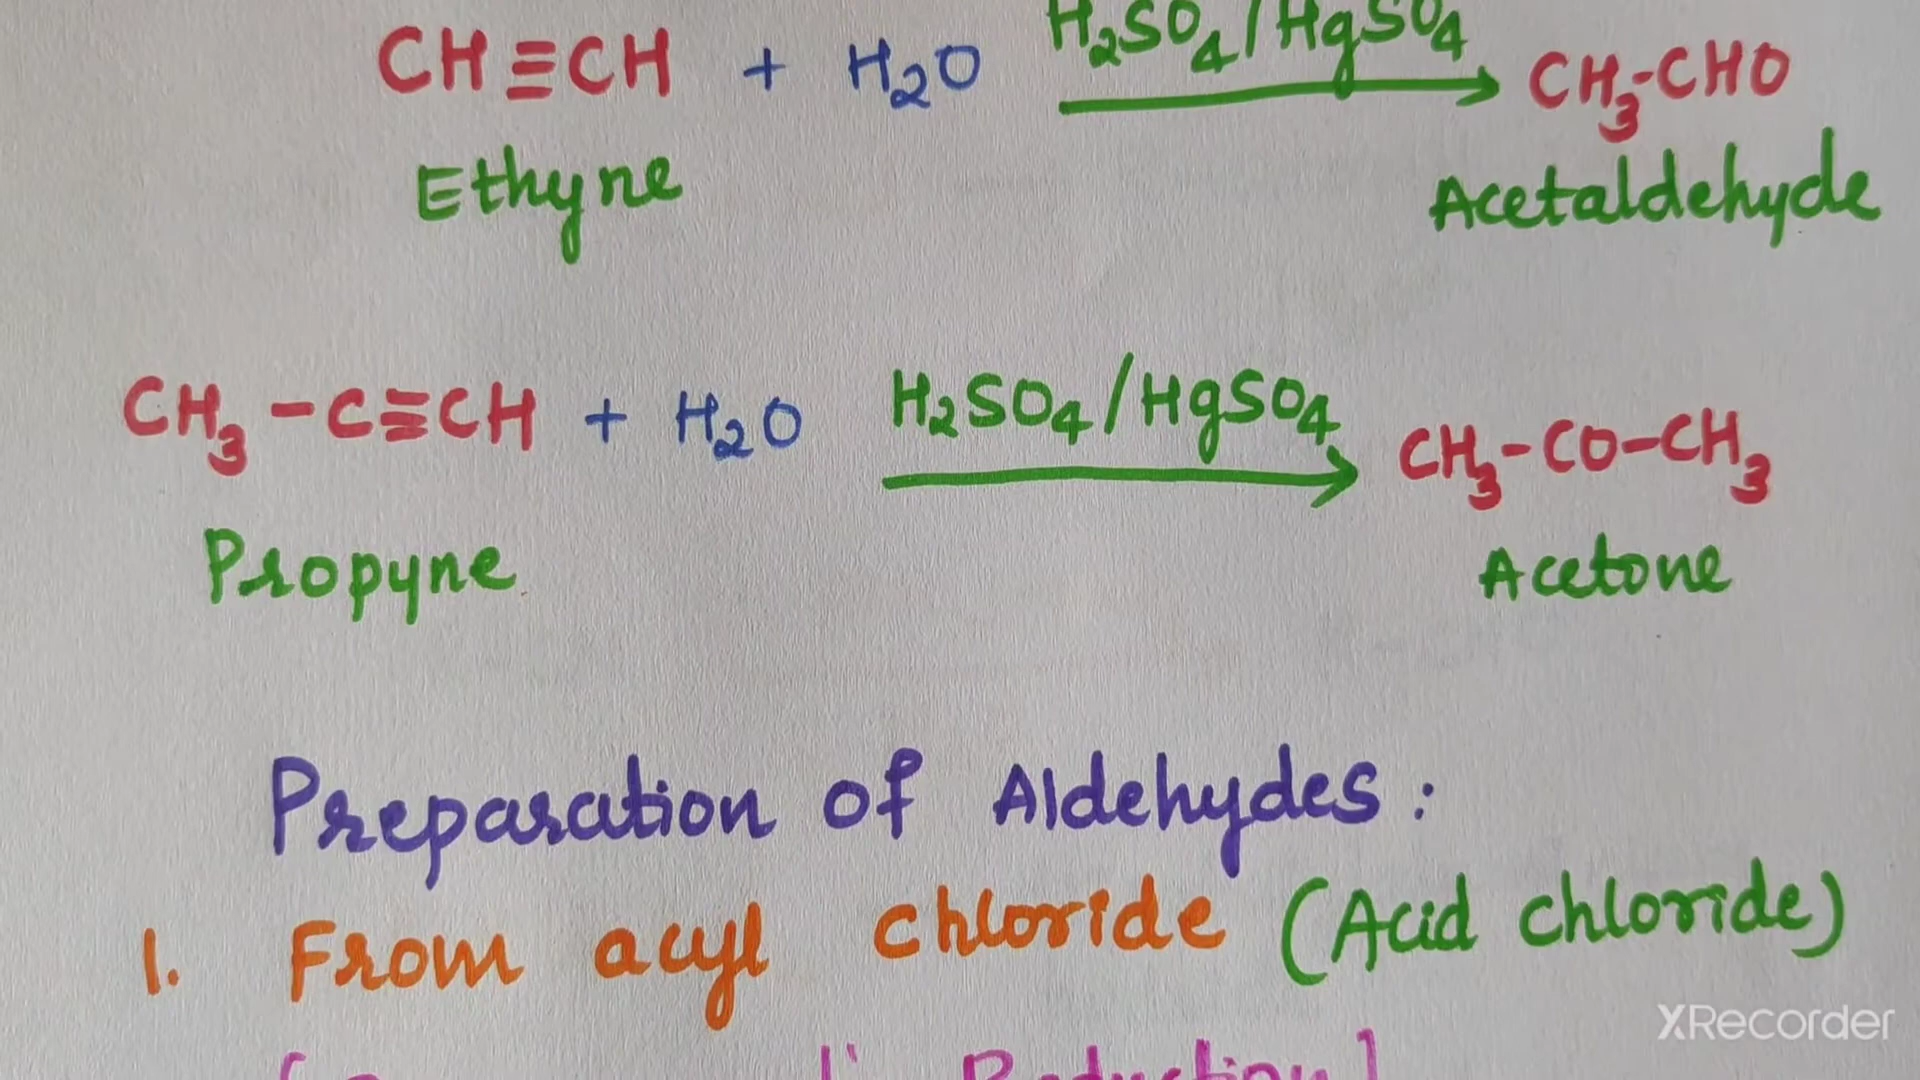 CH≡CH + H₂O H₂SO₄/HgSO₄ CH₃-CHO
Ethyne Acetaldehyde
CH₃-C≡CH + H₂O H₂SO₄/HgSO₄ CH₃-CO-CH₃
Propyne Acetone
Preparation of Aldehydes:
1. From acyl chloride (Acid chloride)
Reduction]
XRecorder